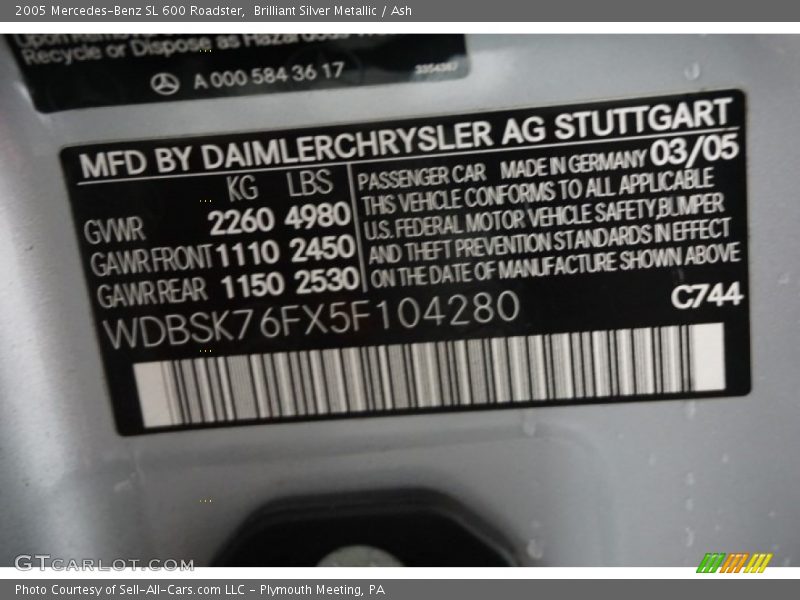 2005 Mercedes-Benz SL 600 Roadster, Brilliant Silver Metallic / Ash
Recycle or Dispose as
A 000 584 36 17
MFD BY DAIMLERCHRYSLER AG STUTTGART
KG LBS
GVWR 2260 4980
GAWR FRONT 1110 2450
GAWR REAR 1150 2530
PASSENGER CAR MADE IN GERMANY 03/05
THIS VEHICLE CONFORMS TO ALL APPLICABLE
U.S. FEDERAL MOTOR VEHICLE SAFETY, BUMPER
AND THEFT PREVENTION STANDARDS IN EFFECT
ON THE DATE OF MANUFACTURE SHOWN ABOVE
WDBSK76FX5F104280
C744
GTCARLOT.COM
Photo Courtesy of Sell-All-Cars.com LLC - Plymouth Meeting, PA